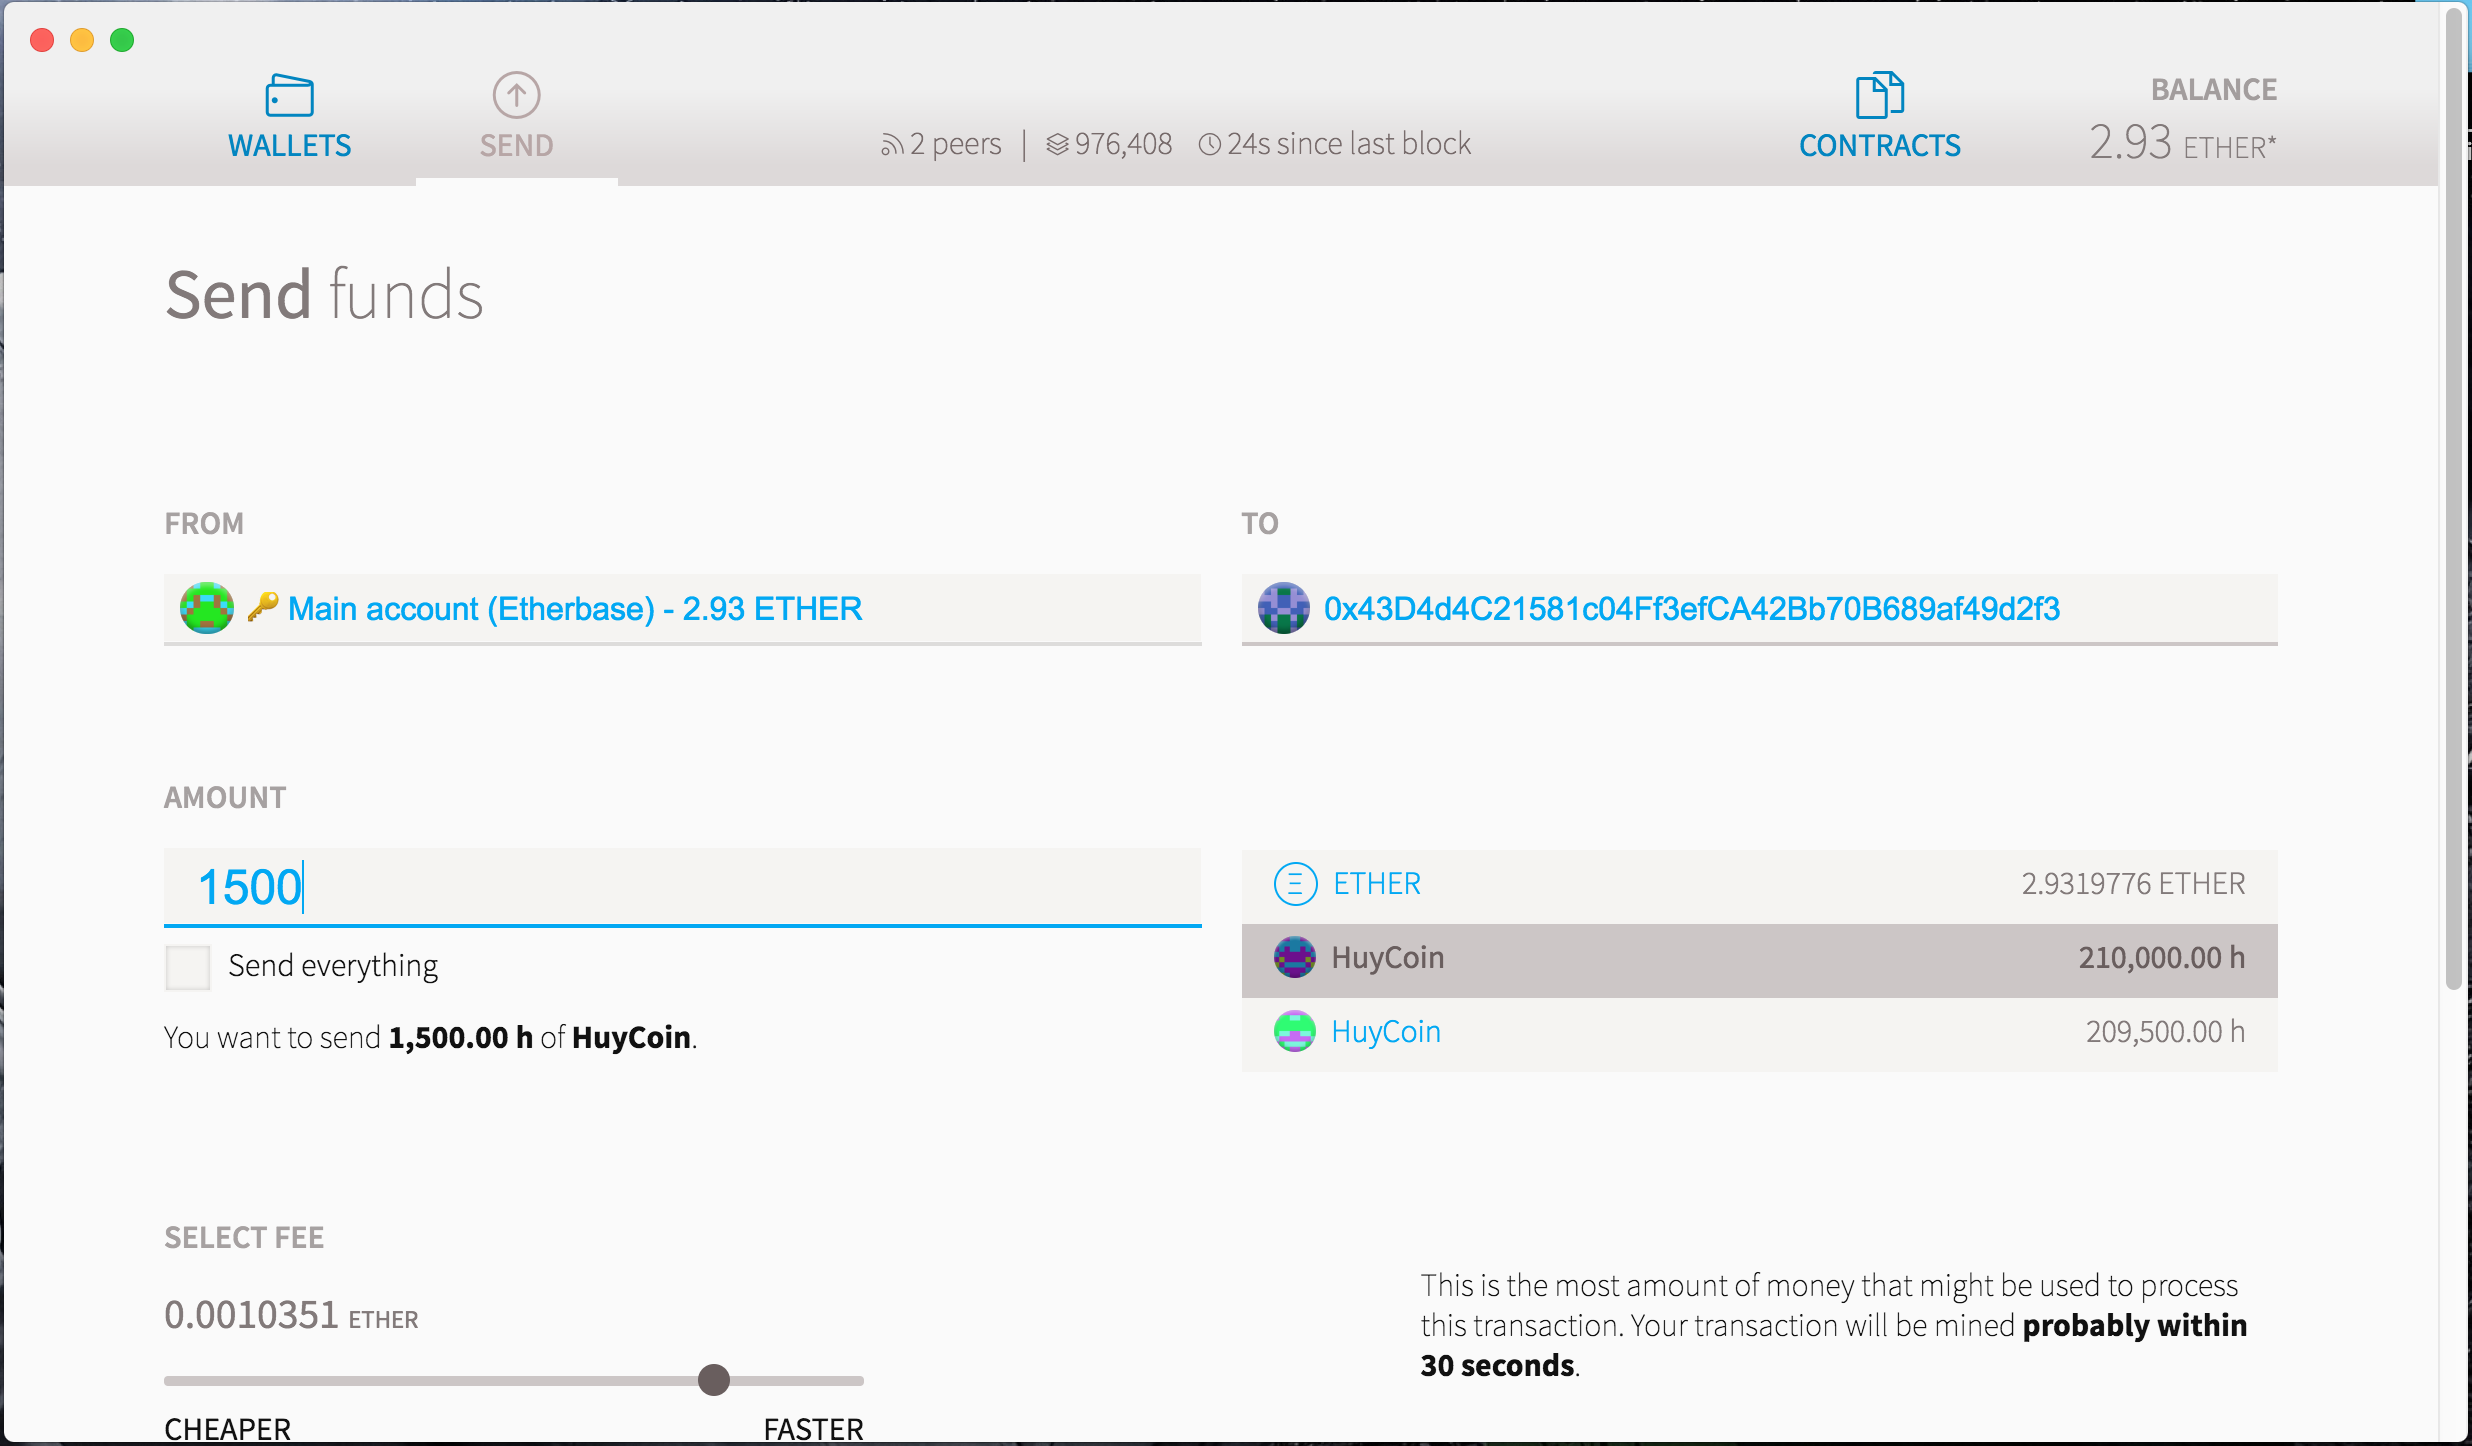 WALLETS
SEND
2 peers | 976,408 24s since last block
CONTRACTS
BALANCE
2.93 ETHER*
Send funds
FROM
TO
Main account (Etherbase) - 2.93 ETHER
0x43D4d4C21581c04Ff3efCA42Bb70B689af49d2f3
AMOUNT
1500
Send everything
You want to send 1,500.00 h of HuyCoin.
ETHER 2.9319776 ETHER
HuyCoin 210,000.00 h
HuyCoin 209,500.00 h
SELECT FEE
0.0010351 ETHER
CHEAPER FASTER
This is the most amount of money that might be used to process
this transaction. Your transaction will be mined probably within
30 seconds.